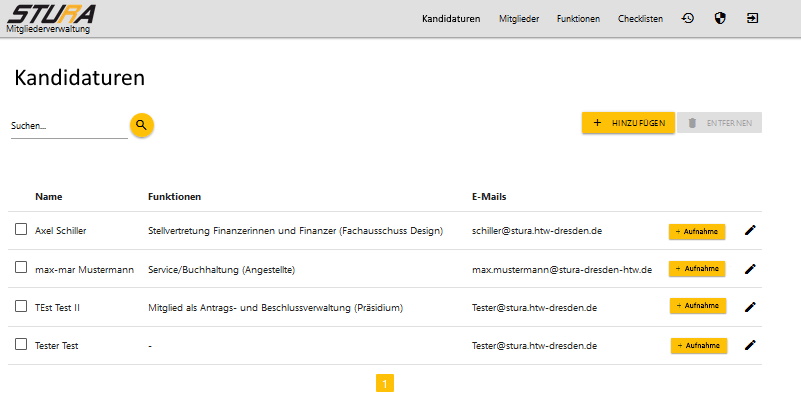 STURA
Mitgliederverwaltung
Kandidaturen Mitglieder Funktionen Checklisten
Kandidaturen
Suchen...
+ HINZUFÜGEN ENTFERNEN
Name Funktionen E-Mails
Axel Schiller Stellvertretung Finanzerinnen und Finanzer (Fachausschuss Design) schiller@stura.htw-dresden.de + Aufnahme
max-mar Mustermann Service/Buchhaltung (Angestellte) max.mustermann@stura-dresden-htw.de + Aufnahme
TEst Test II Mitglied als Antrags- und Beschlussverwaltung (Präsidium) Tester@stura.htw-dresden.de + Aufnahme
Tester Test - Tester@stura.htw-dresden.de + Aufnahme
1